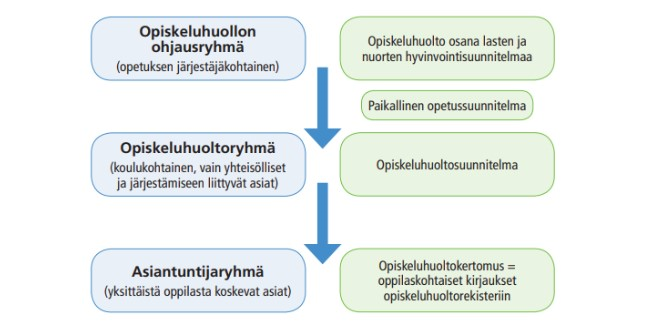 Opiskeluhuollon
ohjausryhmä
(opetuksen järjestäjäkohtainen)
Opiskeluhuolto osana lasten ja
nuorten hyvinvointisuunnitelmaa
Paikallinen opetussuunnitelma
Opiskeluhuoltoryhmä
(koulukohtainen, vain yhteisölliset
ja järjestämiseen liittyvät asiat)
Opiskeluhuoltosuunnitelma
Asiantuntijaryhmä
(yksittäistä oppilasta koskevat asiat)
Opiskeluhuoltokertomus =
oppilaskohtaiset kirjaukset
opiskeluhuoltorekisteriin